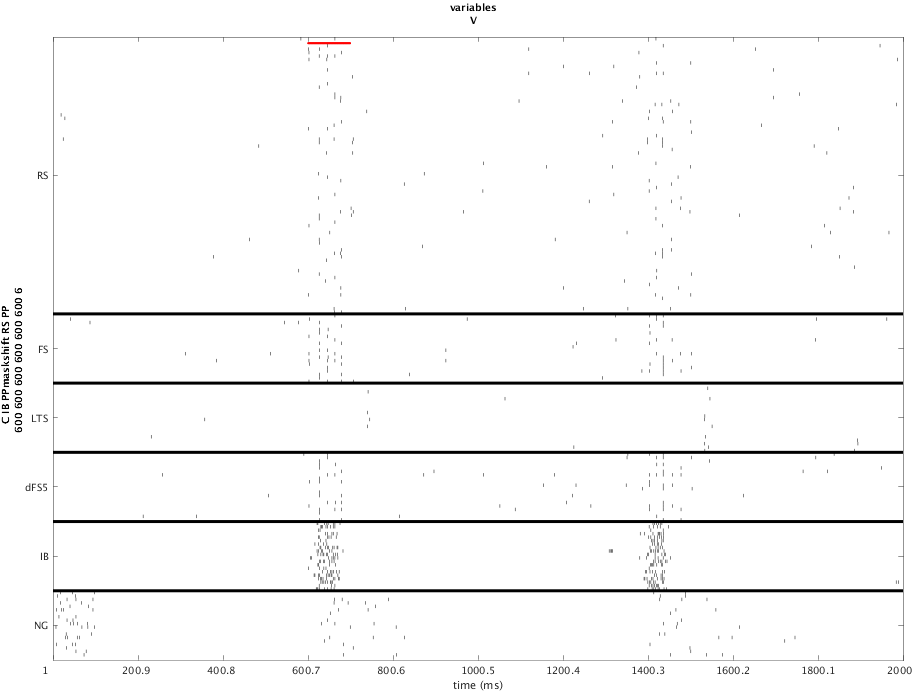 variables
V
C IB PPmaskshift RS PP
600 600 600 600 600 600 6
RS
FS
LTS
dFS5
IB
NG
1 200.9 400.8 600.7 800.6 1000.5 1200.4 1400.3 1600.2 1800.1 2000
time (ms)